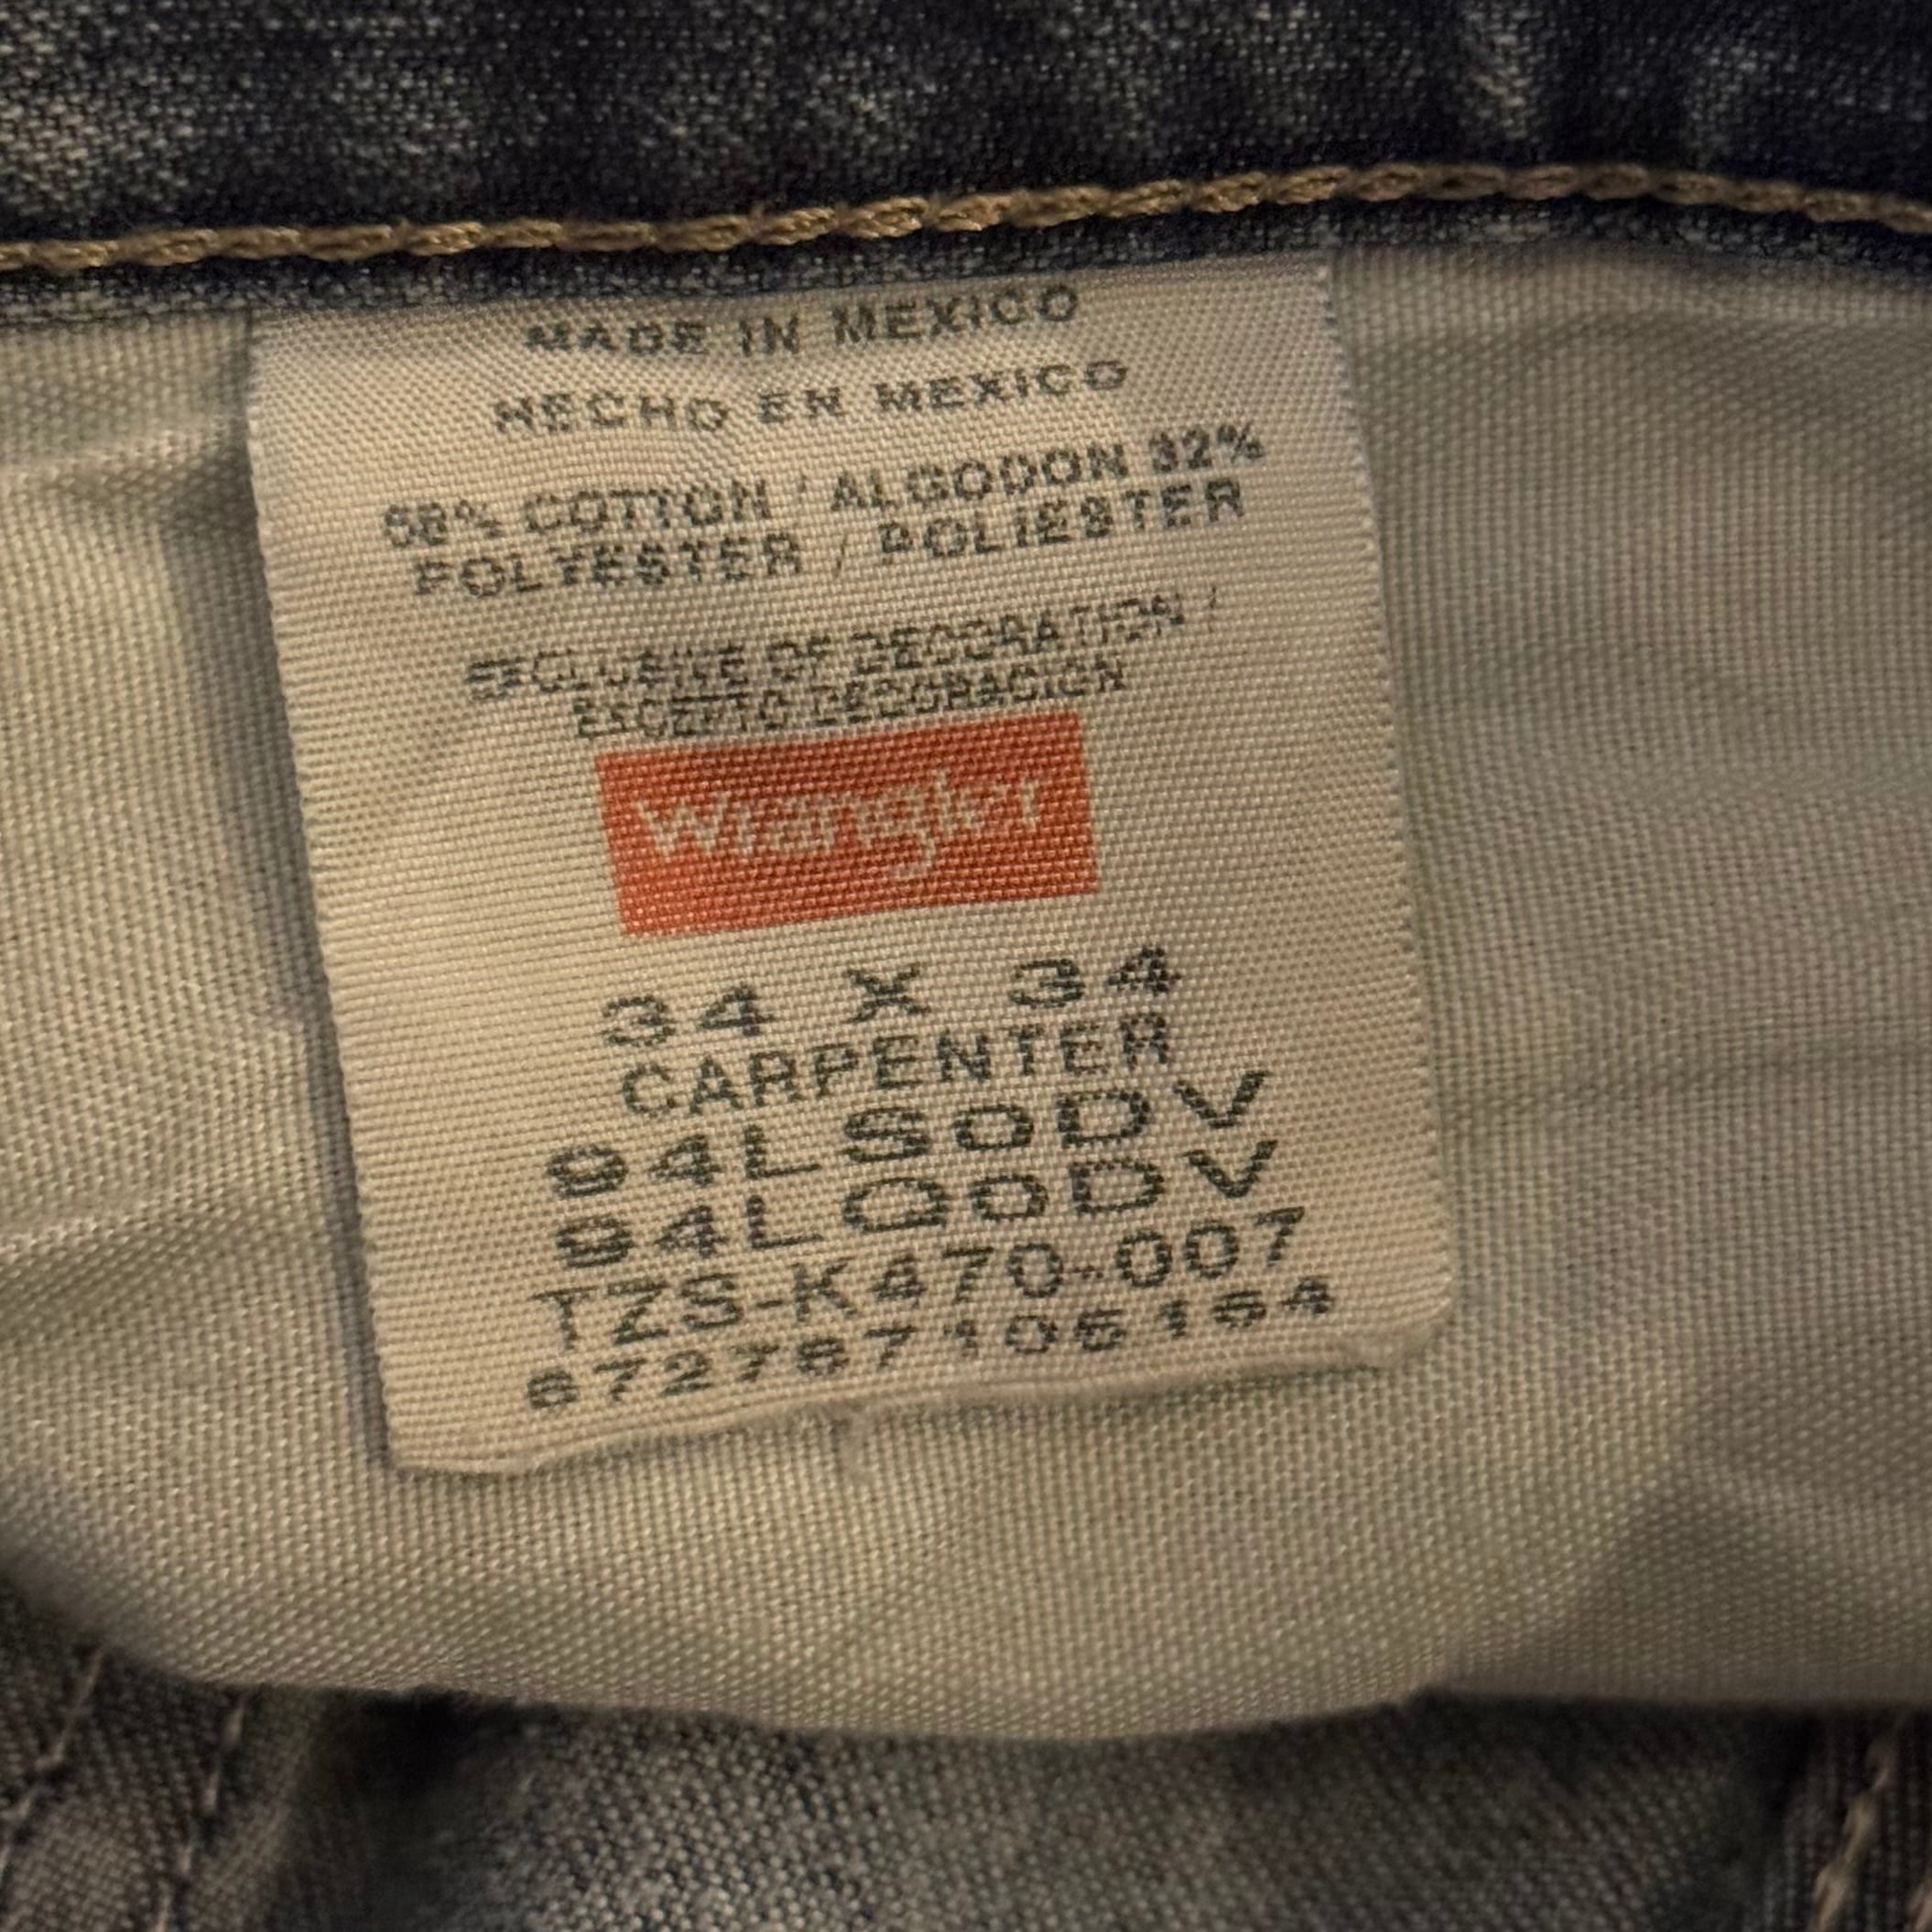 MADE IN MEXICO
HECHO EN MEXICO
68% COTTON / ALGODON 32%
POLYESTER / POLIESTER
EXCLUSIVE OF DECORATION /
EXCEPTO DECORACION
Wrangler
34 X 34
CARPENTER
94LSODV
94LQODV
TZS-K470-007
672767105164